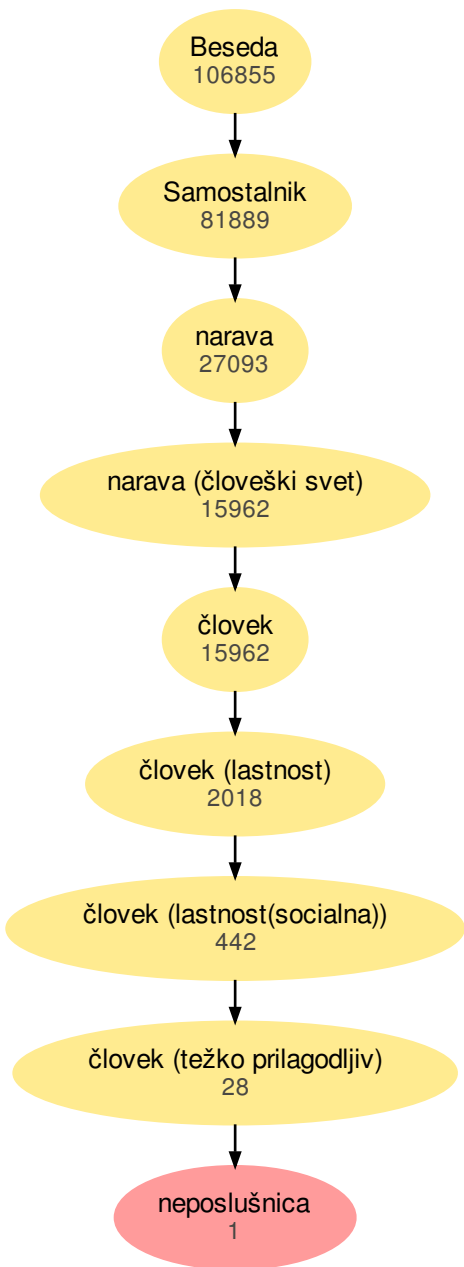 Beseda
106855
Samostalnik
81889
narava
27093
narava (človeški svet)
15962
človek
15962
človek (lastnost)
2018
človek (lastnost(socialna))
442
človek (težko prilagodljiv)
28
neposlušnica
1